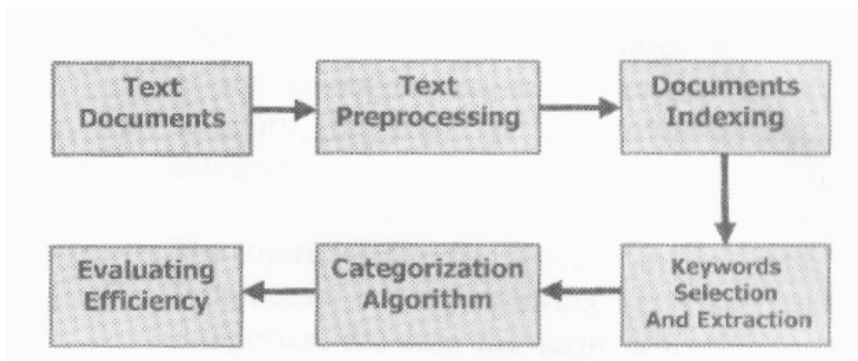 Text
Documents
Text
Preprocessing
Documents
Indexing
Keywords
Selection
And Extraction
Categorization
Algorithm
Evaluating
Efficiency